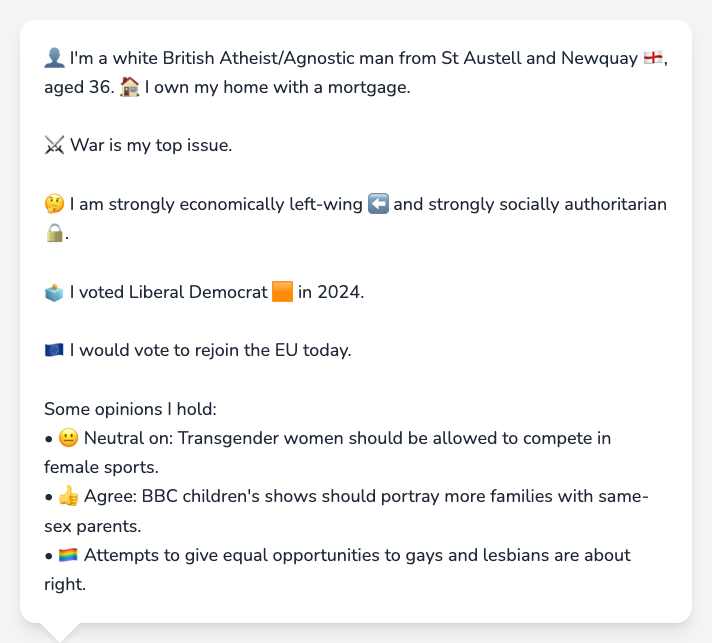 👤 I'm a white British Atheist/Agnostic man from St Austell and Newquay 🏴󠁧󠁢󠁥󠁮󠁧󠁿,
aged 36. 🏠 I own my home with a mortgage.
⚔️ War is my top issue.
🤔 I am strongly economically left-wing ⬅️ and strongly socially authoritarian
🔒.
🗳️ I voted Liberal Democrat 🟧 in 2024.
🇪🇺 I would vote to rejoin the EU today.
Some opinions I hold:
• 😐 Neutral on: Transgender women should be allowed to compete in
female sports.
• 👍 Agree: BBC children's shows should portray more families with same-
sex parents.
• 🏳️‍🌈 Attempts to give equal opportunities to gays and lesbians are about
right.